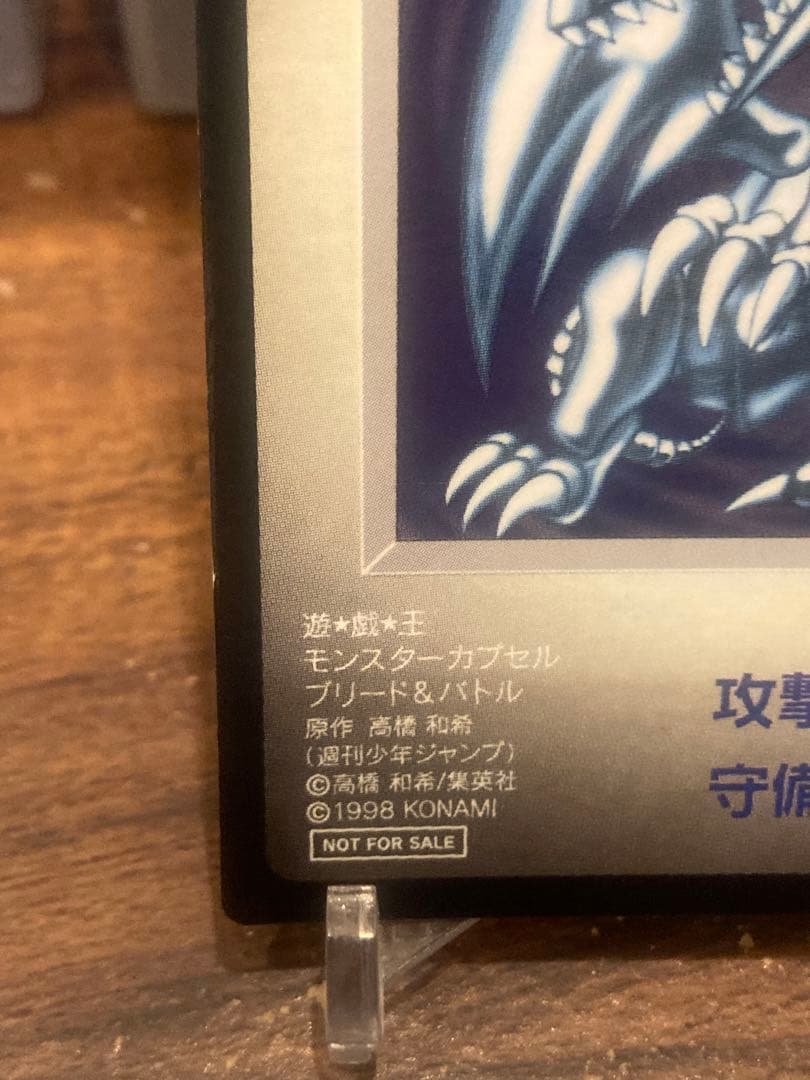 遊★戯★王
モンスターカプセル
ブリード&バトル
原作 高橋 和希
(週刊少年ジャンプ)
©高橋 和希/集英社
©1998 KONAMI
NOT FOR SALE
攻撃
守備